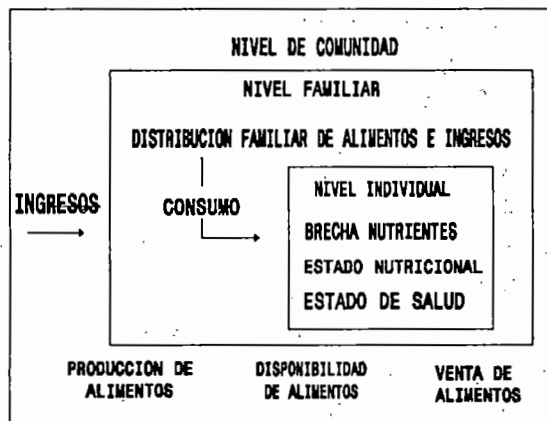 NIVEL DE COMUNIDAD
NIVEL FAMILIAR
DISTRIBUCION FAMILIAR DE ALIMENTOS E INGRESOS
INGRESOS
CONSUMO
NIVEL INDIVIDUAL
BRECHA NUTRIENTES
ESTADO NUTRICIONAL
ESTADO DE SALUD
PRODUCCION DE
ALIMENTOS
DISPONIBILIDAD
DE ALIMENTOS
VENTA DE
ALIMENTOS